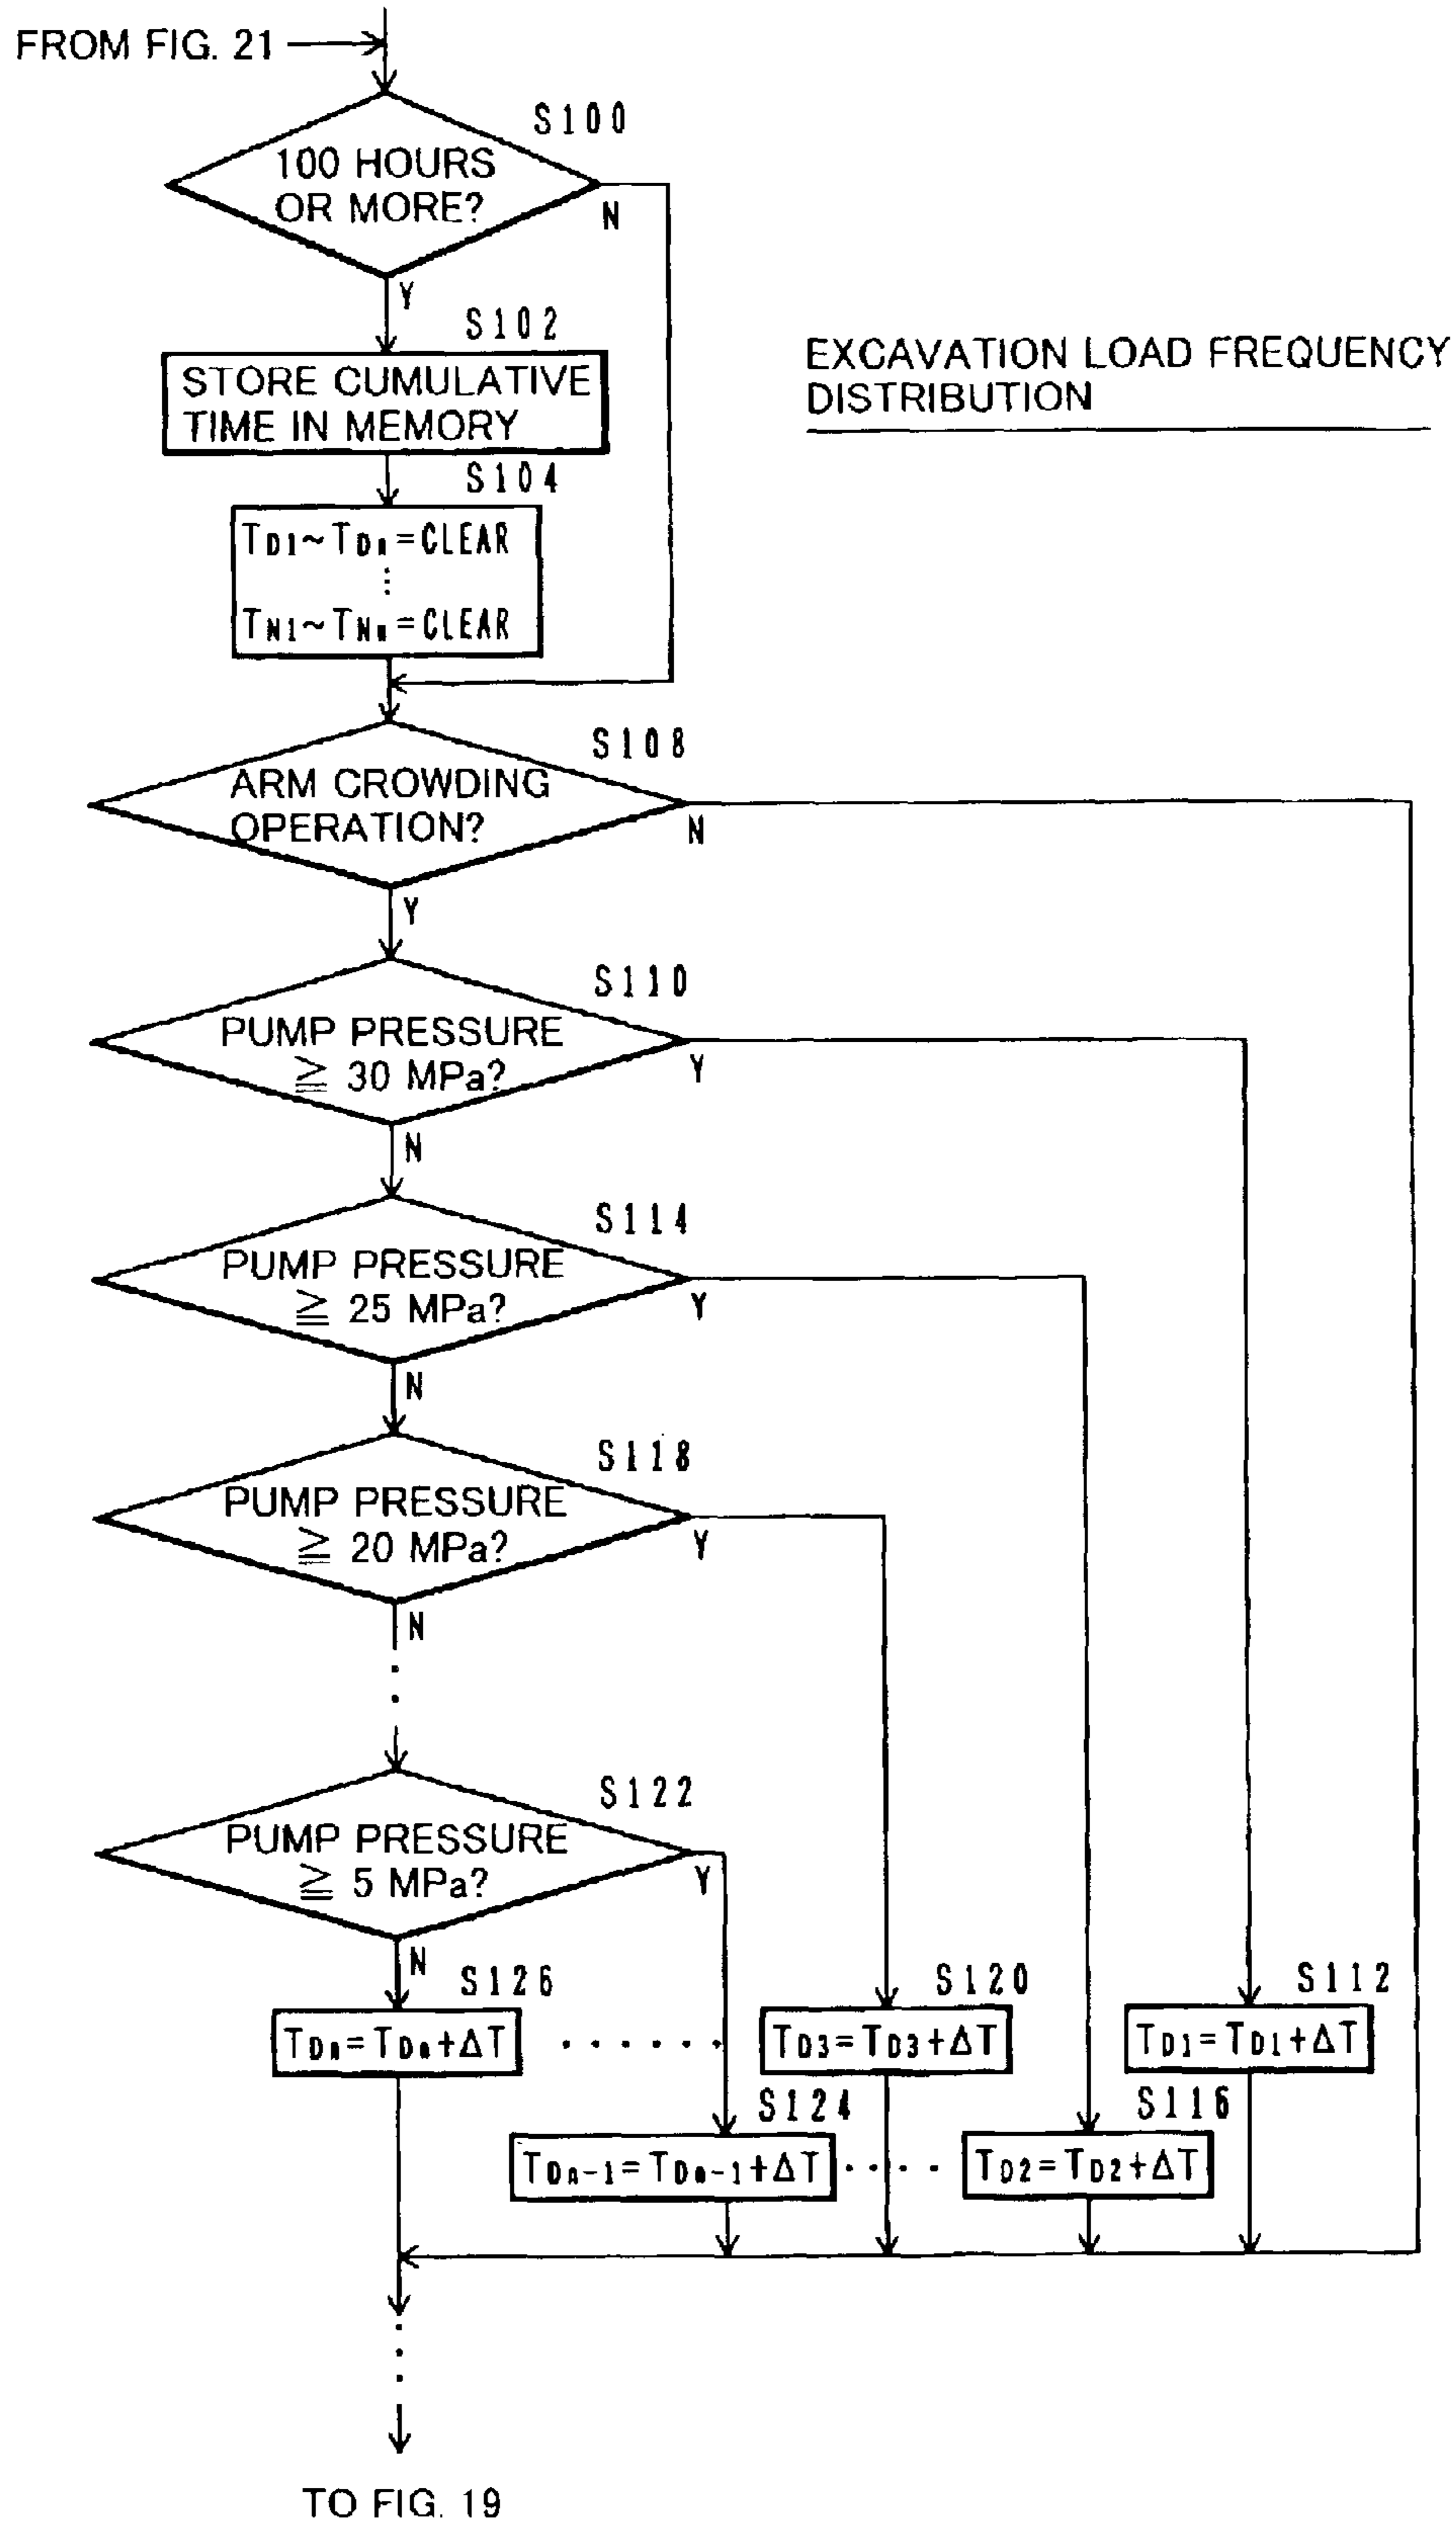 FROM FIG. 21
S100
100 HOURS
OR MORE?
N
Y
S102
STORE CUMULATIVE
TIME IN MEMORY
EXCAVATION LOAD FREQUENCY
DISTRIBUTION
S104
TD1~TDn=CLEAR
⋮
TN1~TNn=CLEAR
S108
ARM CROWDING
OPERATION?
N
Y
S110
PUMP PRESSURE
≧ 30 MPa?
Y
N
S114
PUMP PRESSURE
≧ 25 MPa?
Y
N
S118
PUMP PRESSURE
≧ 20 MPa?
Y
N
S122
PUMP PRESSURE
≧ 5 MPa?
Y
N
S126
S120
S112
TDn=TDn+ΔT
TD3=TD3+ΔT
TD1=TD1+ΔT
S124
S116
TDn-1=TDn-1+ΔT
TD2=TD2+ΔT
TO FIG. 19